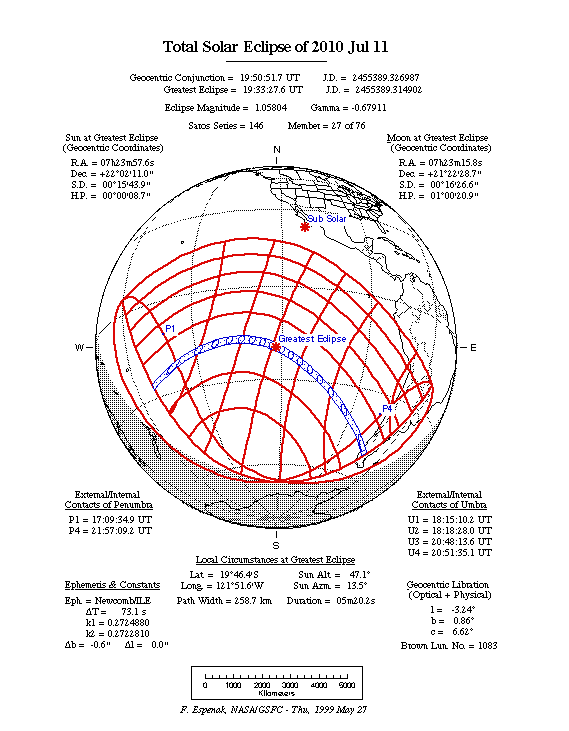 Total Solar Eclipse of 2010 Jul 11
Geocentric Conjunction = 19:50:51.7 UT J.D. = 2455389.326987
Greatest Eclipse = 19:33:27.6 UT J.D. = 2455389.314902
Eclipse Magnitude = 1.05804 Gamma = -0.67911
Saros Series = 146 Member = 27 of 76
Sun at Greatest Eclipse
(Geocentric Coordinates)
R.A. = 07h23m57.6s
Dec. = +22°02'11.0"
S.D. = 00°15'43.9"
H.P. = 00°00'08.7"
Moon at Greatest Eclipse
(Geocentric Coordinates)
R.A. = 07h23m15.8s
Dec. = +21°22'28.7"
S.D. = 00°16'26.6"
H.P. = 01°00'20.9"
N
Sub Solar
P1
Greatest Eclipse
W
E
P4
S
External/Internal
Contacts of Penumbra
P1 = 17:09:34.9 UT
P4 = 21:57:09.2 UT
External/Internal
Contacts of Umbra
U1 = 18:15:10.2 UT
U2 = 18:18:28.0 UT
U3 = 20:48:13.6 UT
U4 = 20:51:35.1 UT
Local Circumstances at Greatest Eclipse
Lat. = 19°46.4'S Sun Alt. = 47.1°
Long. = 121°51.6'W Sun Azm. = 13.5°
Path Width = 258.7 km Duration = 05m20.2s
Ephemeris & Constants
Eph. = Newcomb/ILE
ΔT = 73.1 s
k1 = 0.2724880
k2 = 0.2722810
Δb = -0.6" Δl = 0.0"
Geocentric Libration
(Optical + Physical)
l = -3.24°
b = 0.86°
c = 6.62°
Brown Lun. No. = 1083
0 1000 2000 3000 4000 5000
Kilometers
F. Espenak, NASA/GSFC - Thu, 1999 May 27